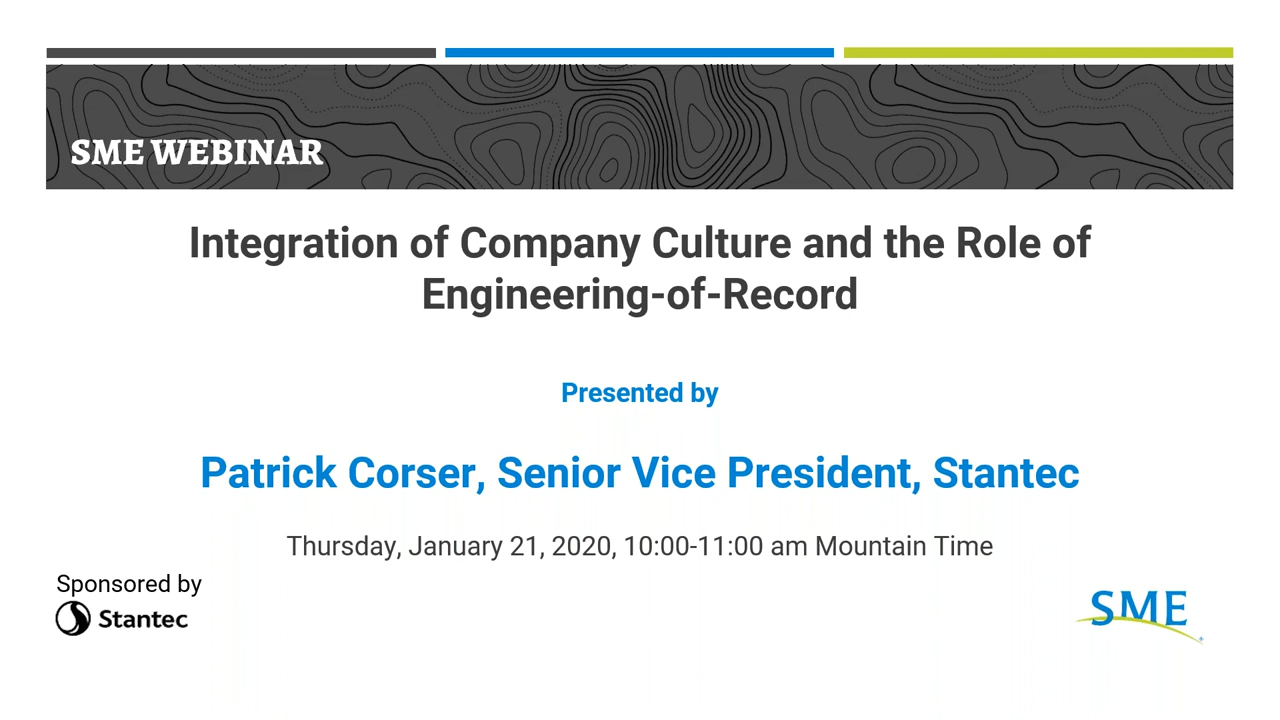 SME WEBINAR
Integration of Company Culture and the Role of
Engineering-of-Record
Presented by
Patrick Corser, Senior Vice President, Stantec
Thursday, January 21, 2020, 10:00-11:00 am Mountain Time
Sponsored by
Stantec
SME